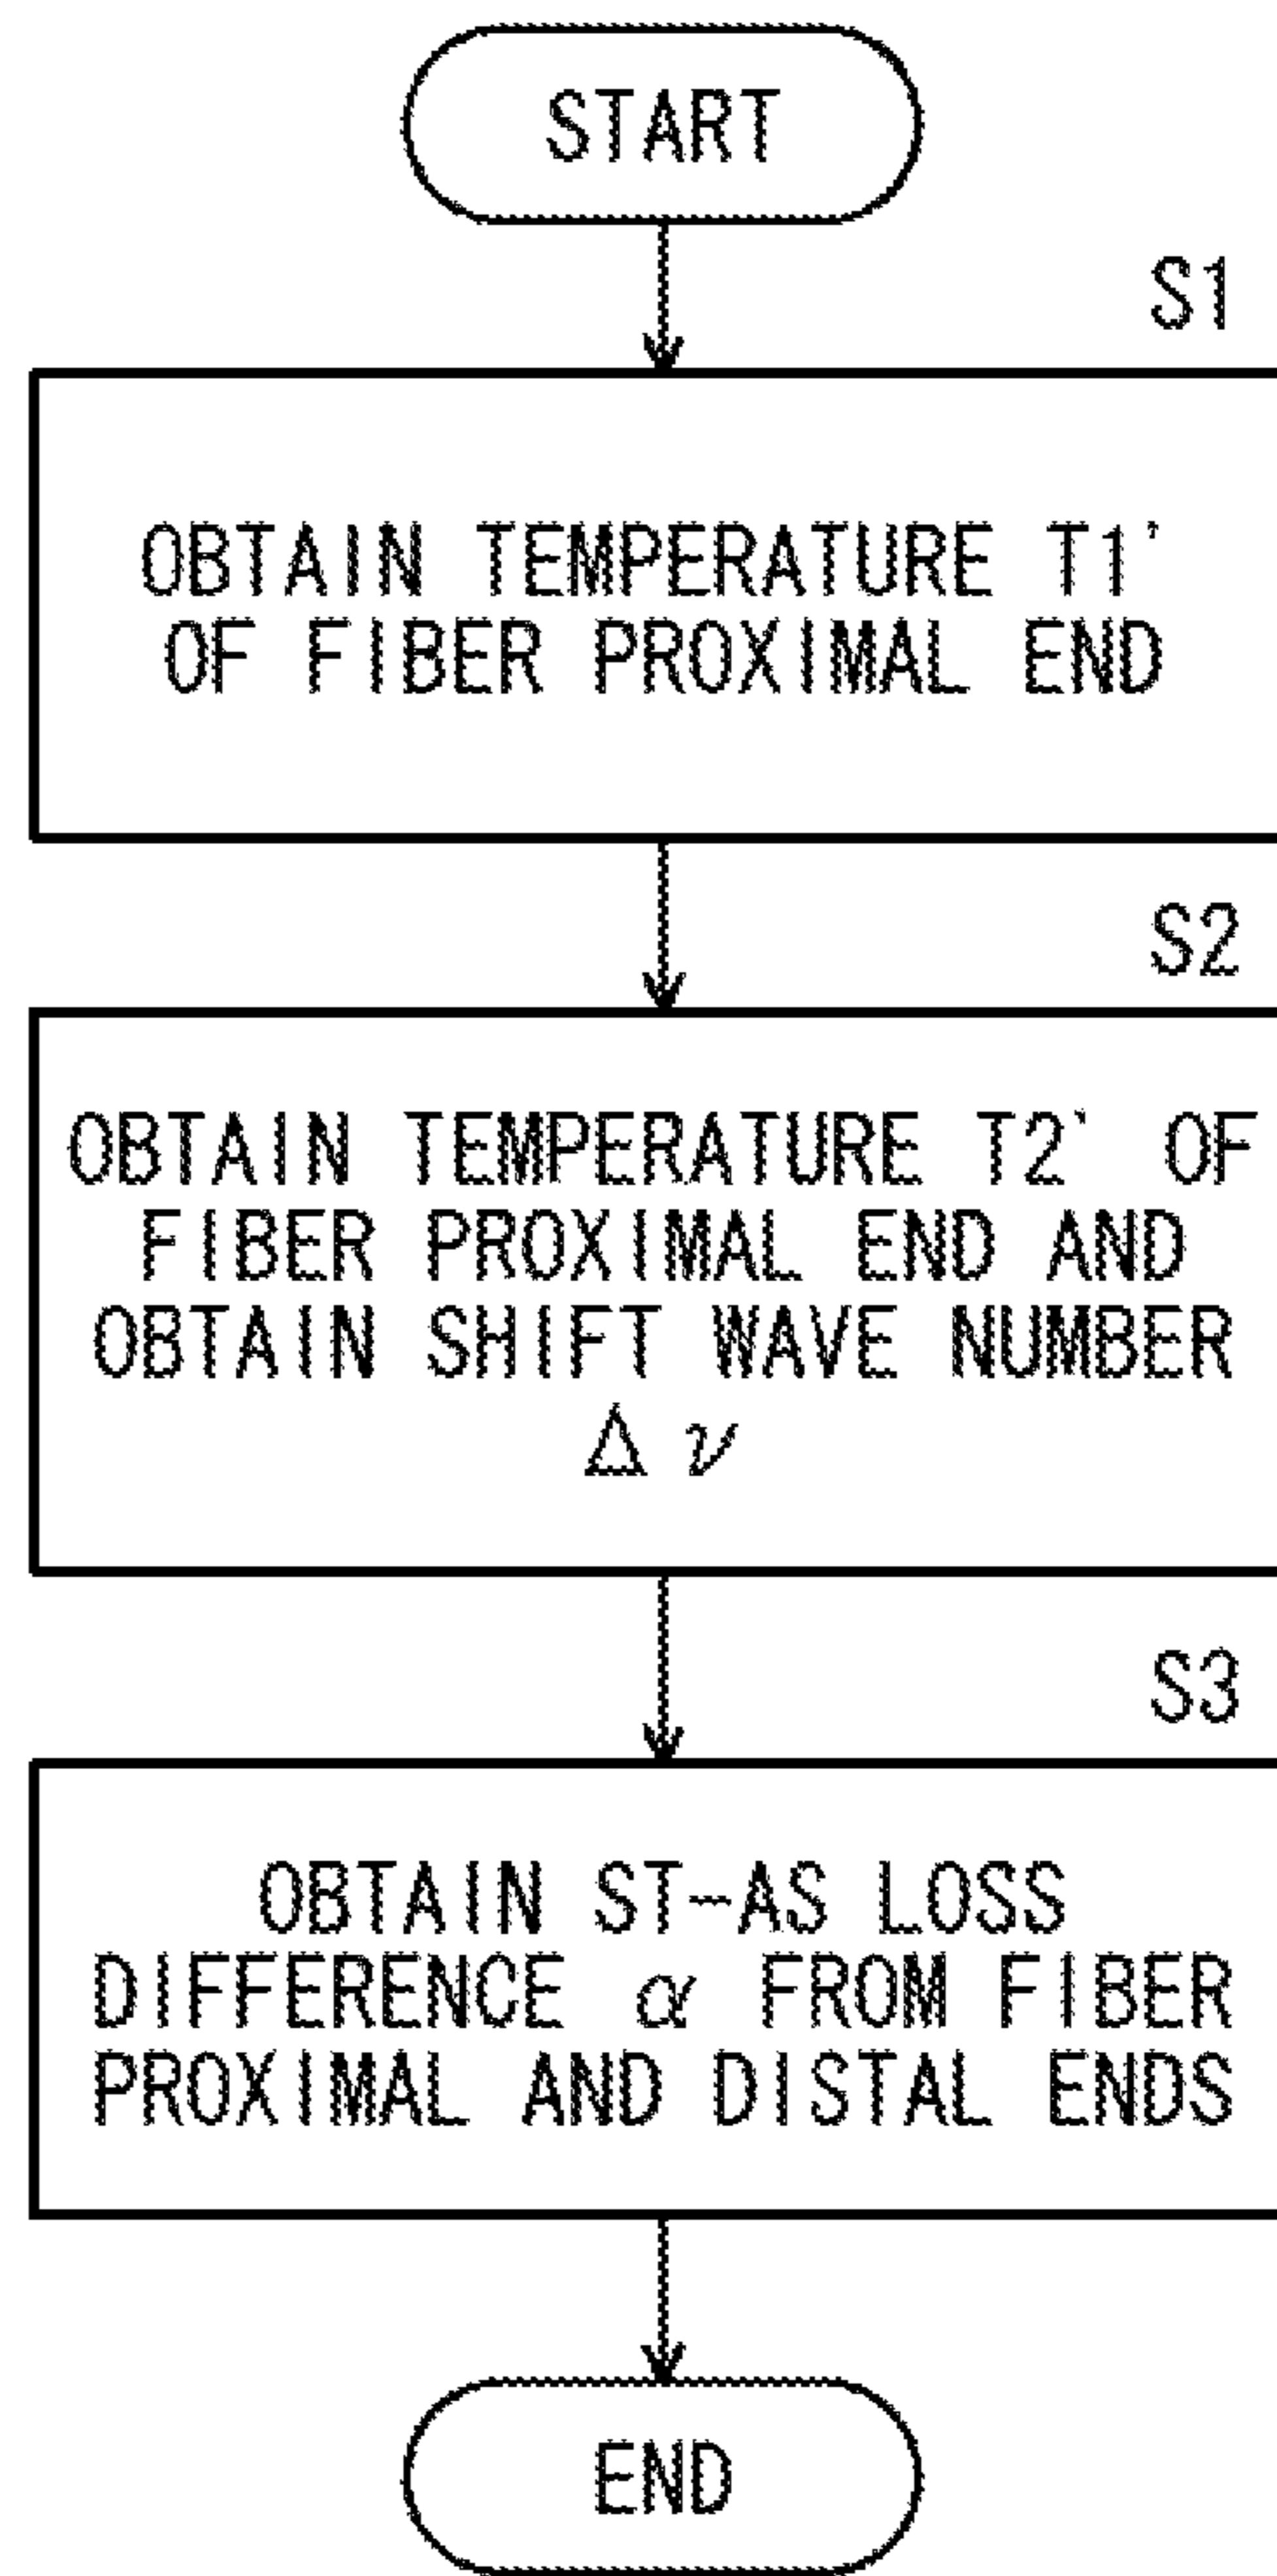 START
S1
OBTAIN TEMPERATURE T1'
OF FIBER PROXIMAL END
S2
OBTAIN TEMPERATURE T2' OF
FIBER PROXIMAL END AND
OBTAIN SHIFT WAVE NUMBER
Δν
S3
OBTAIN ST-AS LOSS
DIFFERENCE α FROM FIBER
PROXIMAL AND DISTAL ENDS
END